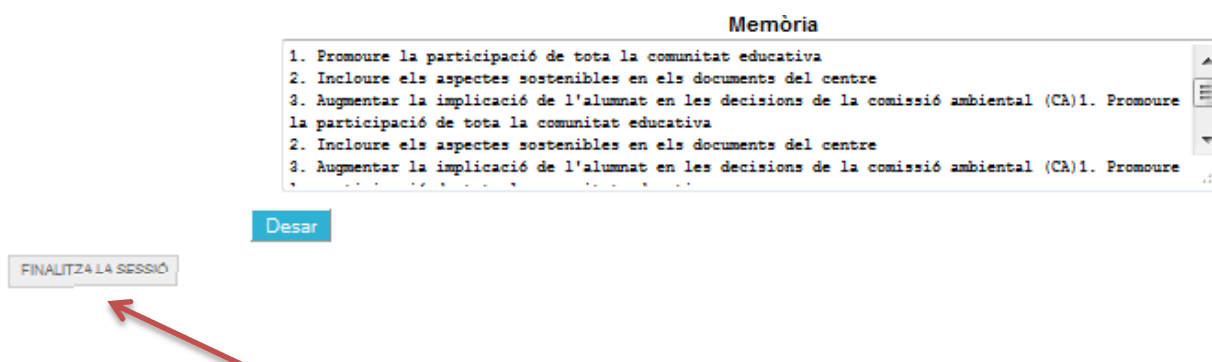 Memòria
1. Promoure la participació de tota la comunitat educativa
2. Incloure els aspectes sostenibles en els documents del centre
3. Augmentar la implicació de l'alumnat en les decisions de la comissió ambiental (CA)1. Promoure
la participació de tota la comunitat educativa
2. Incloure els aspectes sostenibles en els documents del centre
3. Augmentar la implicació de l'alumnat en les decisions de la comissió ambiental (CA)1. Promoure
Desar
FINALITZA LA SESSIÓ